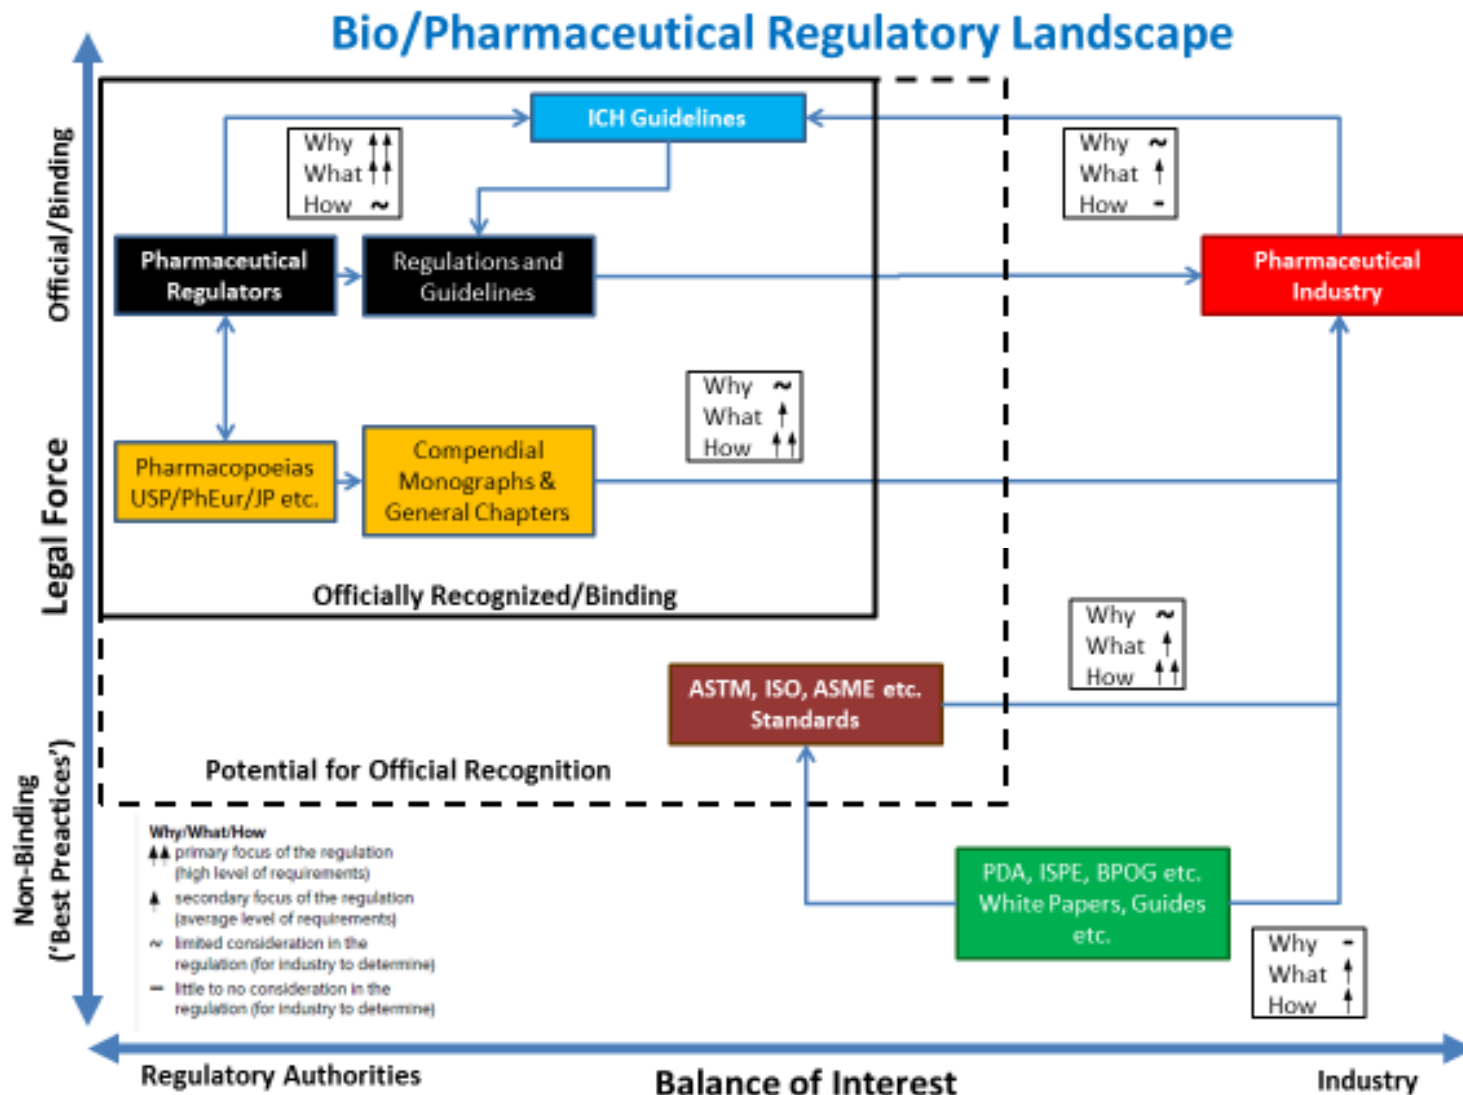 Bio/Pharmaceutical Regulatory Landscape
Official/Binding
Legal Force
Non-Binding
('Best Preactices')
ICH Guidelines
Why ↑↑
What ↑↑
How ~
Why ~
What ↑
How -
Pharmaceutical
Regulators
Regulations and
Guidelines
Pharmaceutical
Industry
Why ~
What ↑
How ↑↑
Pharmacopoeias
USP/PhEur/JP etc.
Compendial
Monographs &
General Chapters
Officially Recognized/Binding
Why ~
What ↑
How ↑↑
ASTM, ISO, ASME etc.
Standards
Potential for Official Recognition
Why/What/How
↑↑ primary focus of the regulation
(high level of requirements)
↑ secondary focus of the regulation
(average level of requirements)
~ limited consideration in the
regulation (for industry to determine)
– little to no consideration in the
regulation (for industry to determine)
PDA, ISPE, BPOG etc.
White Papers, Guides
etc.
Why -
What ↑
How ↑
Regulatory Authorities
Balance of Interest
Industry